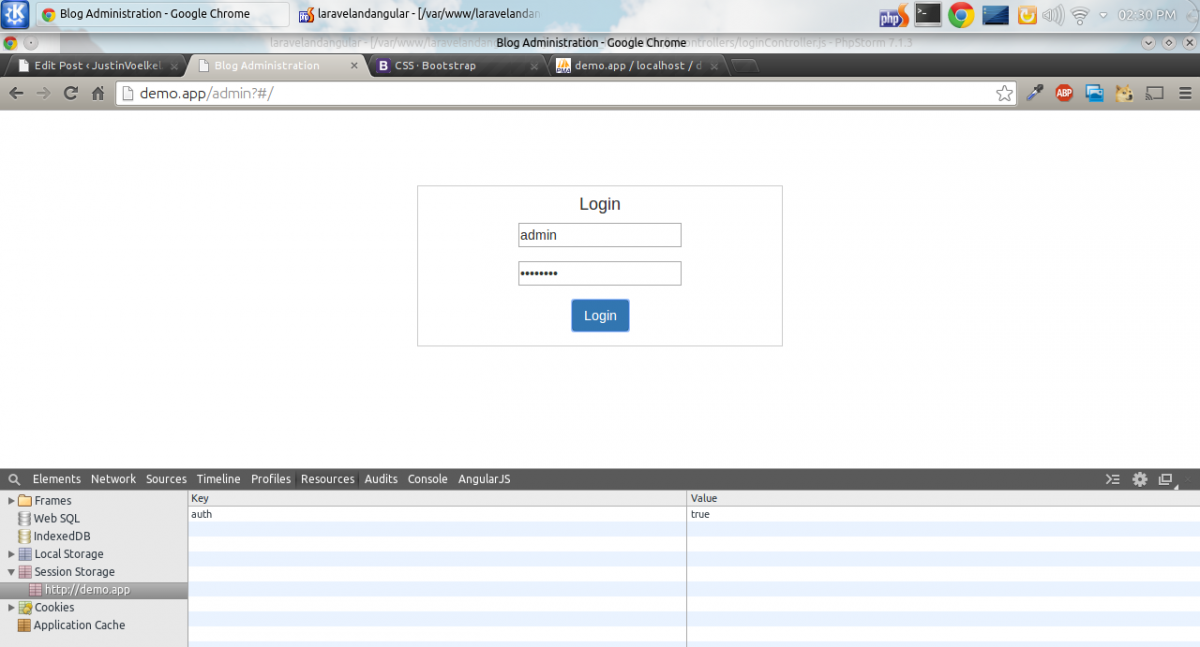 Blog Administration - Google Chrome
laravelandangular - [/var/www/laravelandan
php
02:30 PM
laravelandangular - [/var/www/laravelandan
Blog Administration - Google Chrome
ontrollers/loginController.js - PhpStorm 7.1.3
Edit Post ‹ JustinVoelkel
Blog Administration
B CSS · Bootstrap
demo.app / localhost / d
demo.app/admin?#/
ABP
Login
admin
••••••••
Login
Elements Network Sources Timeline Profiles Resources Audits Console AngularJS
Frames
Web SQL
IndexedDB
Local Storage
Session Storage
http://demo.app
Cookies
Application Cache
Key Value
auth true